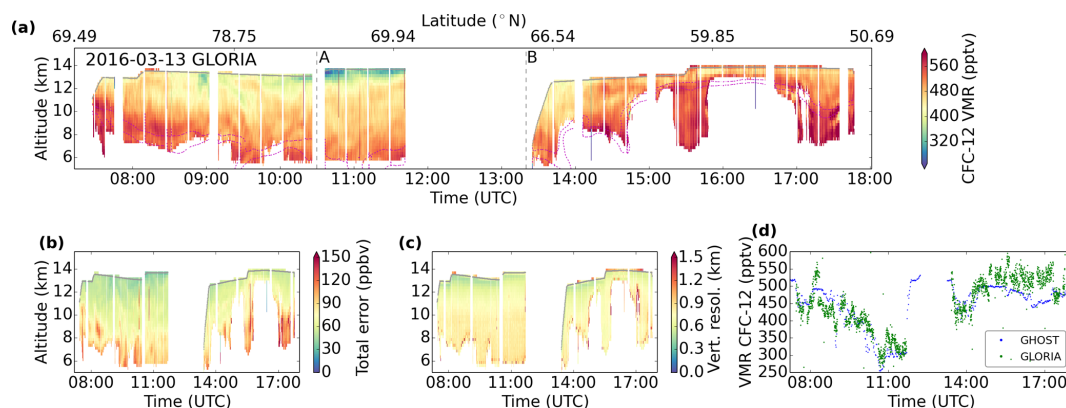 Latitude (°N)
(a)
69.49 78.75 69.94 66.54 59.85 50.69
2016-03-13 GLORIA A B
14
12
10
8
6
Altitude (km)
08:00 09:00 10:00 11:00 12:00 13:00 14:00 15:00 16:00 17:00 18:00
Time (UTC)
560
480
400
320
CFC-12 VMR (pptv)
(b)
14
12
10
8
6
Altitude (km)
08:00 11:00 14:00 17:00
Time (UTC)
150
120
90
60
30
0
Total error (ppbv)
(c)
14
12
10
8
6
Altitude (km)
08:00 11:00 14:00 17:00
Time (UTC)
1.5
1.2
0.9
0.6
0.3
0.0
Vert. resol. (km)
(d)
600
550
500
450
400
350
300
250
VMR CFC-12 (pptv)
GHOST
GLORIA
08:00 11:00 14:00 17:00
Time (UTC)